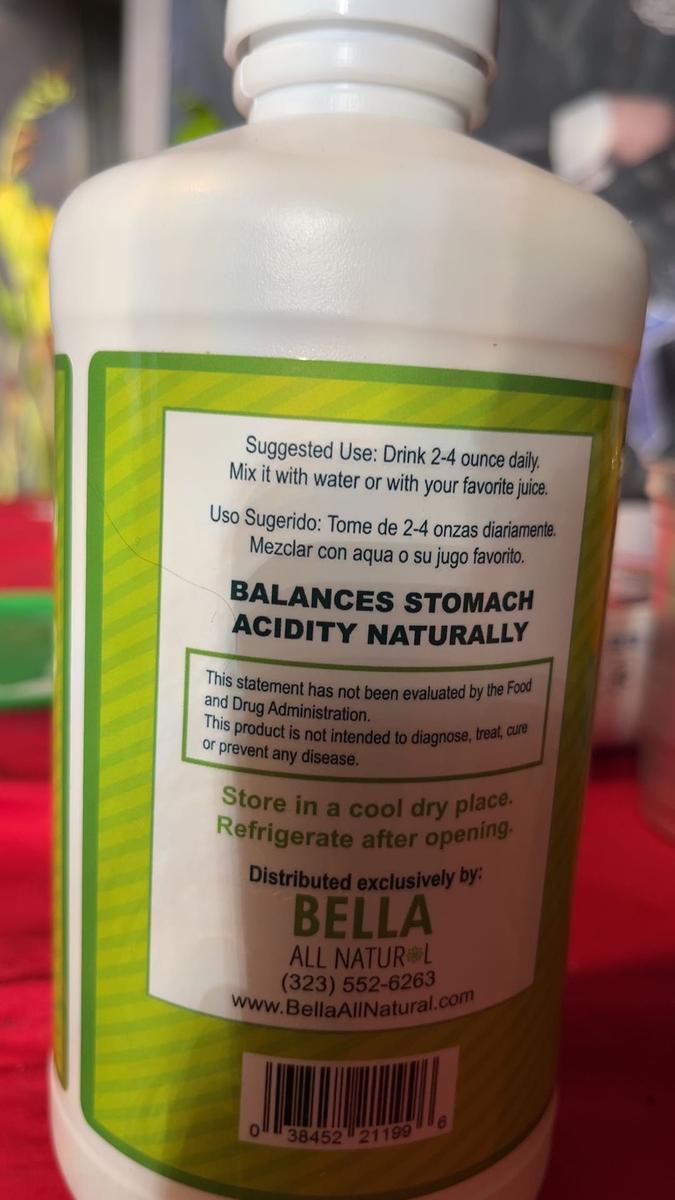 Suggested Use: Drink 2-4 ounce daily.
Mix it with water or with your favorite juice.
Uso Sugerido: Tome de 2-4 onzas diariamente.
Mezclar con aqua o su jugo favorito.
BALANCES STOMACH
ACIDITY NATURALLY
This statement has not been evaluated by the Food
and Drug Administration.
This product is not intended to diagnose, treat, cure
or prevent any disease.
Store in a cool dry place.
Refrigerate after opening.
Distributed exclusively by:
BELLA
ALL NATURAL
(323) 552-6263
www.BellaAllNatural.com
0 38452 21199 6